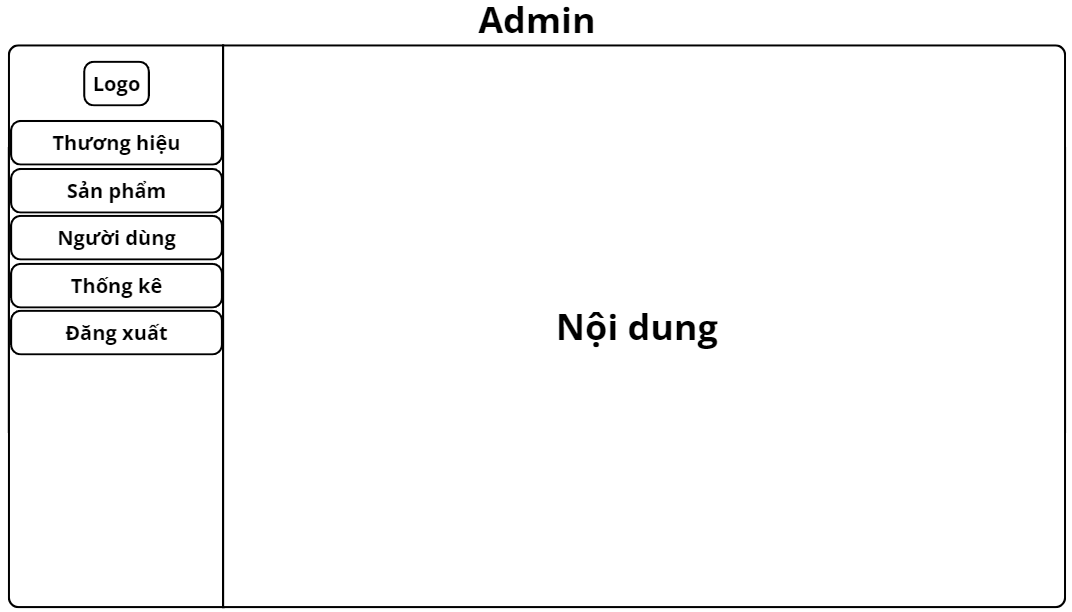 Admin
Logo
Thương hiệu
Sản phẩm
Người dùng
Thống kê
Đăng xuất
Nội dung